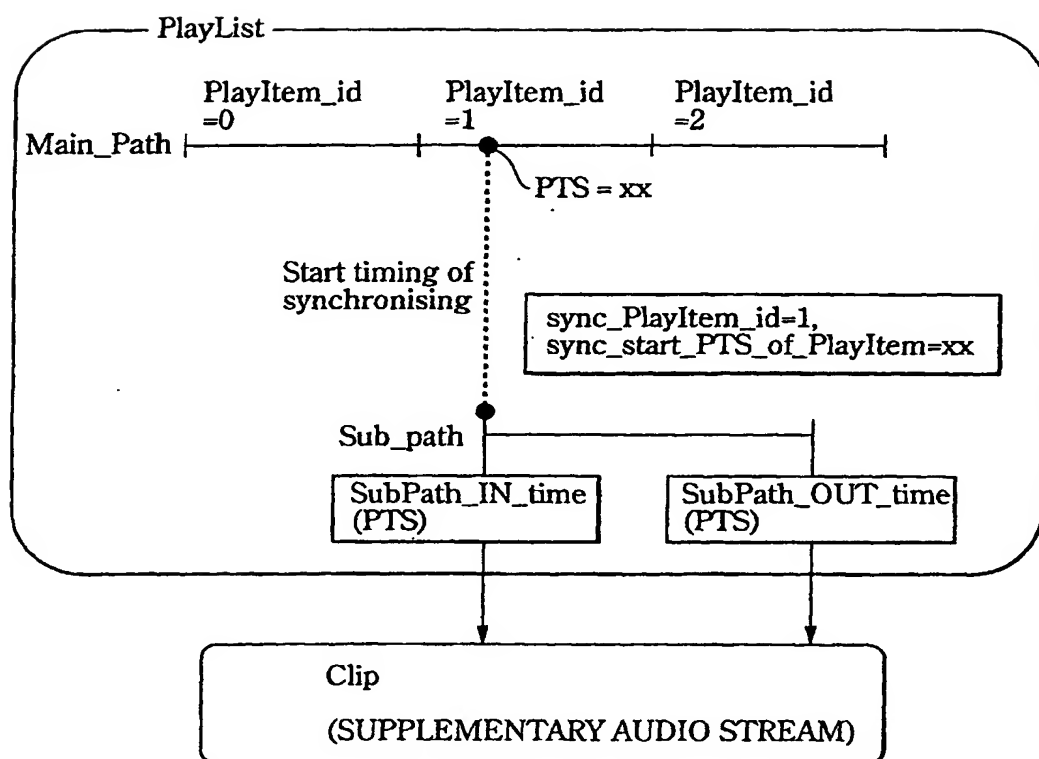 PlayList
PlayItem_id
=0
PlayItem_id
=1
PlayItem_id
=2
Main_Path
PTS = xx
Start timing of
synchronising
sync_PlayItem_id=1,
sync_start_PTS_of_PlayItem=xx
Sub_path
SubPath_IN_time
(PTS)
SubPath_OUT_time
(PTS)
Clip
(SUPPLEMENTARY AUDIO STREAM)